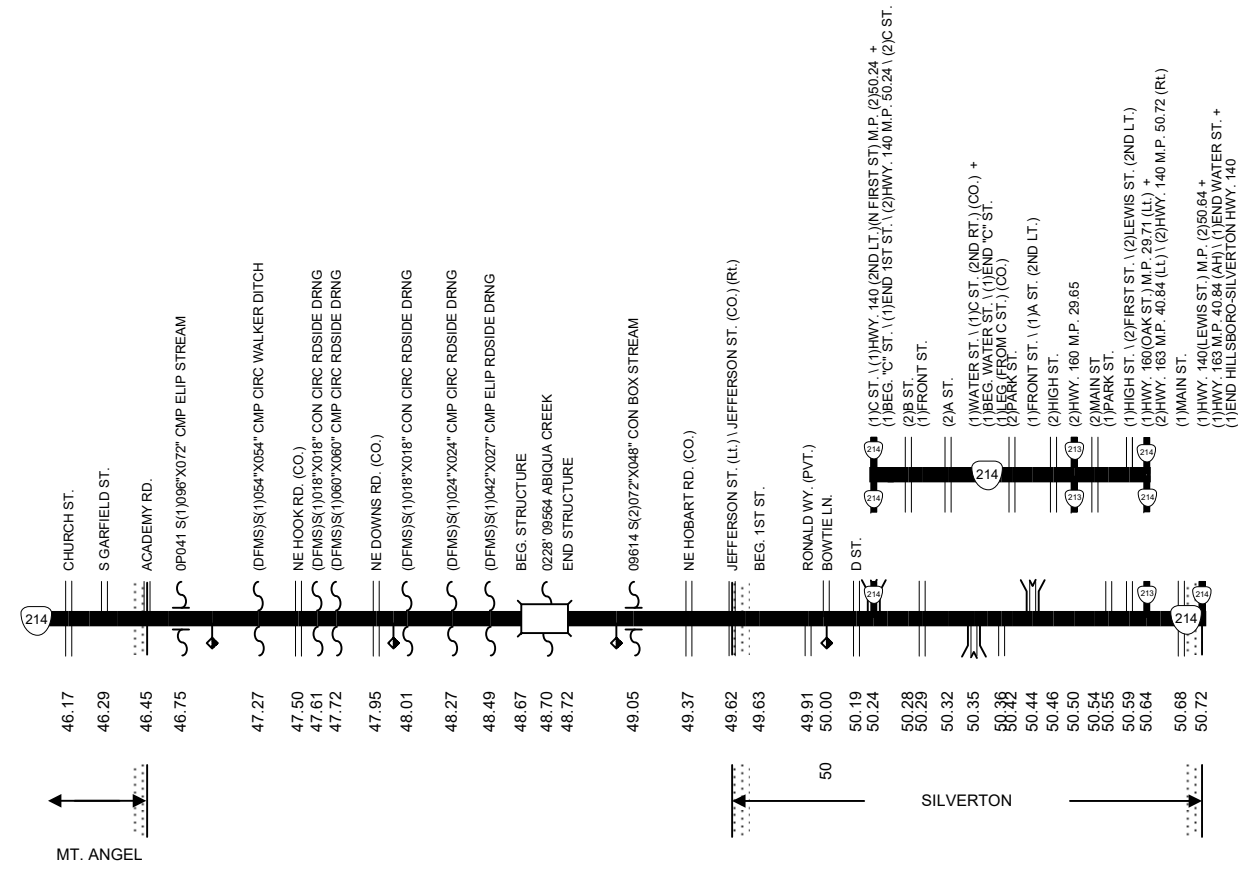 (1)C ST. \ (1)HWY. 140 (2ND LT.)(N FIRST ST) M.P. (2)50.24 +
(1)BEG. "C" ST. \ (1)END 1ST ST. \ (2)HWY. 140 M.P. 50.24 \ (2)C ST.
(2)B ST.
(1)FRONT ST.
(2)A ST.
(1)WATER ST. \ (1)C ST. (2ND RT.) (CO.) +
(1)BEG. WATER ST. \ (1)END "C" ST.
(1)LEG (FROM C ST.) (CO.)
(2)PARK ST.
(1)FRONT ST. \ (1)A ST. (2ND LT.)
(2)HIGH ST.
(2)HWY. 160 M.P. 29.65
(2)MAIN ST
(1)PARK ST.
(1)HIGH ST. \ (2)FIRST ST. \ (2)LEWIS ST. (2ND LT.)
(1)HWY. 160(OAK ST.) M.P. 29.71 (Lt.) +
(2)HWY. 163 M.P. 40.84 (Lt.) \ (2)HWY. 140 M.P. 50.72 (Rt.)
(1)MAIN ST.
(1)HWY. 140(LEWIS ST.) M.P. (2)50.64 +
(1)HWY. 163 M.P. 40.84 (AH) \ (1)END WATER ST. +
(1)END HILLSBORO-SILVERTON HWY. 140
214
213
214
214
214
213
214
CHURCH ST.
S GARFIELD ST.
ACADEMY RD.
0P041 S(1)096"X072" CMP ELIP STREAM
(DFMS)S(1)054"X054" CMP CIRC WALKER DITCH
NE HOOK RD. (CO.)
(DFMS)S(1)018"X018" CON CIRC RDSIDE DRNG
(DFMS)S(1)060"X060" CMP CIRC RDSIDE DRNG
NE DOWNS RD. (CO.)
(DFMS)S(1)018"X018" CON CIRC RDSIDE DRNG
(DFMS)S(1)024"X024" CMP CIRC RDSIDE DRNG
(DFMS)S(1)042"X027" CMP ELIP RDSIDE DRNG
BEG. STRUCTURE
0228' 09564 ABIQUA CREEK
END STRUCTURE
09614 S(2)072"X048" CON BOX STREAM
NE HOBART RD. (CO.)
JEFFERSON ST. (Lt.) \ JEFFERSON ST. (CO.) (Rt.)
BEG. 1ST ST.
RONALD WY. (PVT.)
BOWTIE LN.
D ST.
214
214
213
214
214
46.17
46.29
46.45
46.75
47.27
47.50
47.61
47.72
47.95
48.01
48.27
48.49
48.67
48.70
48.72
49.05
49.37
49.62
49.63
49.91
50.00
50.19
50.24
50.28
50.29
50.32
50.35
50.36
50.42
50.44
50.46
50.50
50.54
50.55
50.59
50.64
50.68
50.72
50
SILVERTON
MT. ANGEL